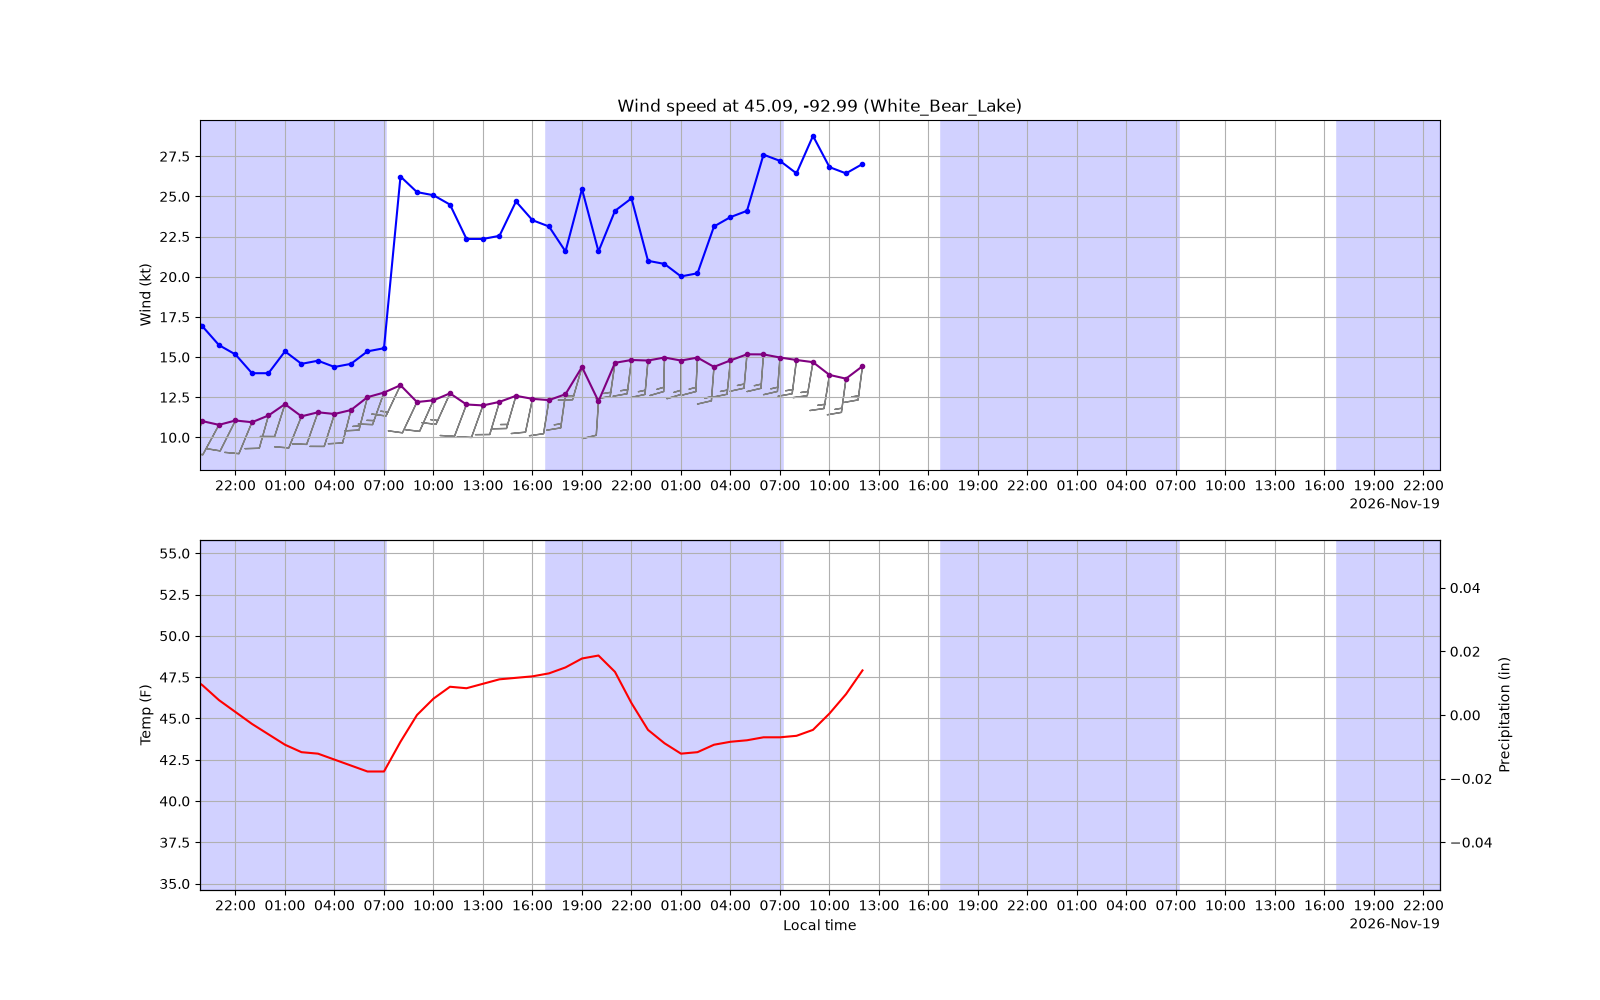 Wind speed at 45.09, -92.99 (White_Bear_Lake)
Wind (kt)
27.5
25.0
22.5
20.0
17.5
15.0
12.5
10.0
22:00 01:00 04:00 07:00 10:00 13:00 16:00 19:00 22:00 01:00 04:00 07:00 10:00 13:00 16:00 19:00 22:00 01:00 04:00 07:00 10:00 13:00 16:00 19:00 22:00
2026-Nov-19
Temp (F)
55.0
52.5
50.0
47.5
45.0
42.5
40.0
37.5
35.0
0.04
0.02
0.00
−0.02
−0.04
Precipitation (in)
22:00 01:00 04:00 07:00 10:00 13:00 16:00 19:00 22:00 01:00 04:00 07:00 10:00 13:00 16:00 19:00 22:00 01:00 04:00 07:00 10:00 13:00 16:00 19:00 22:00
Local time
2026-Nov-19